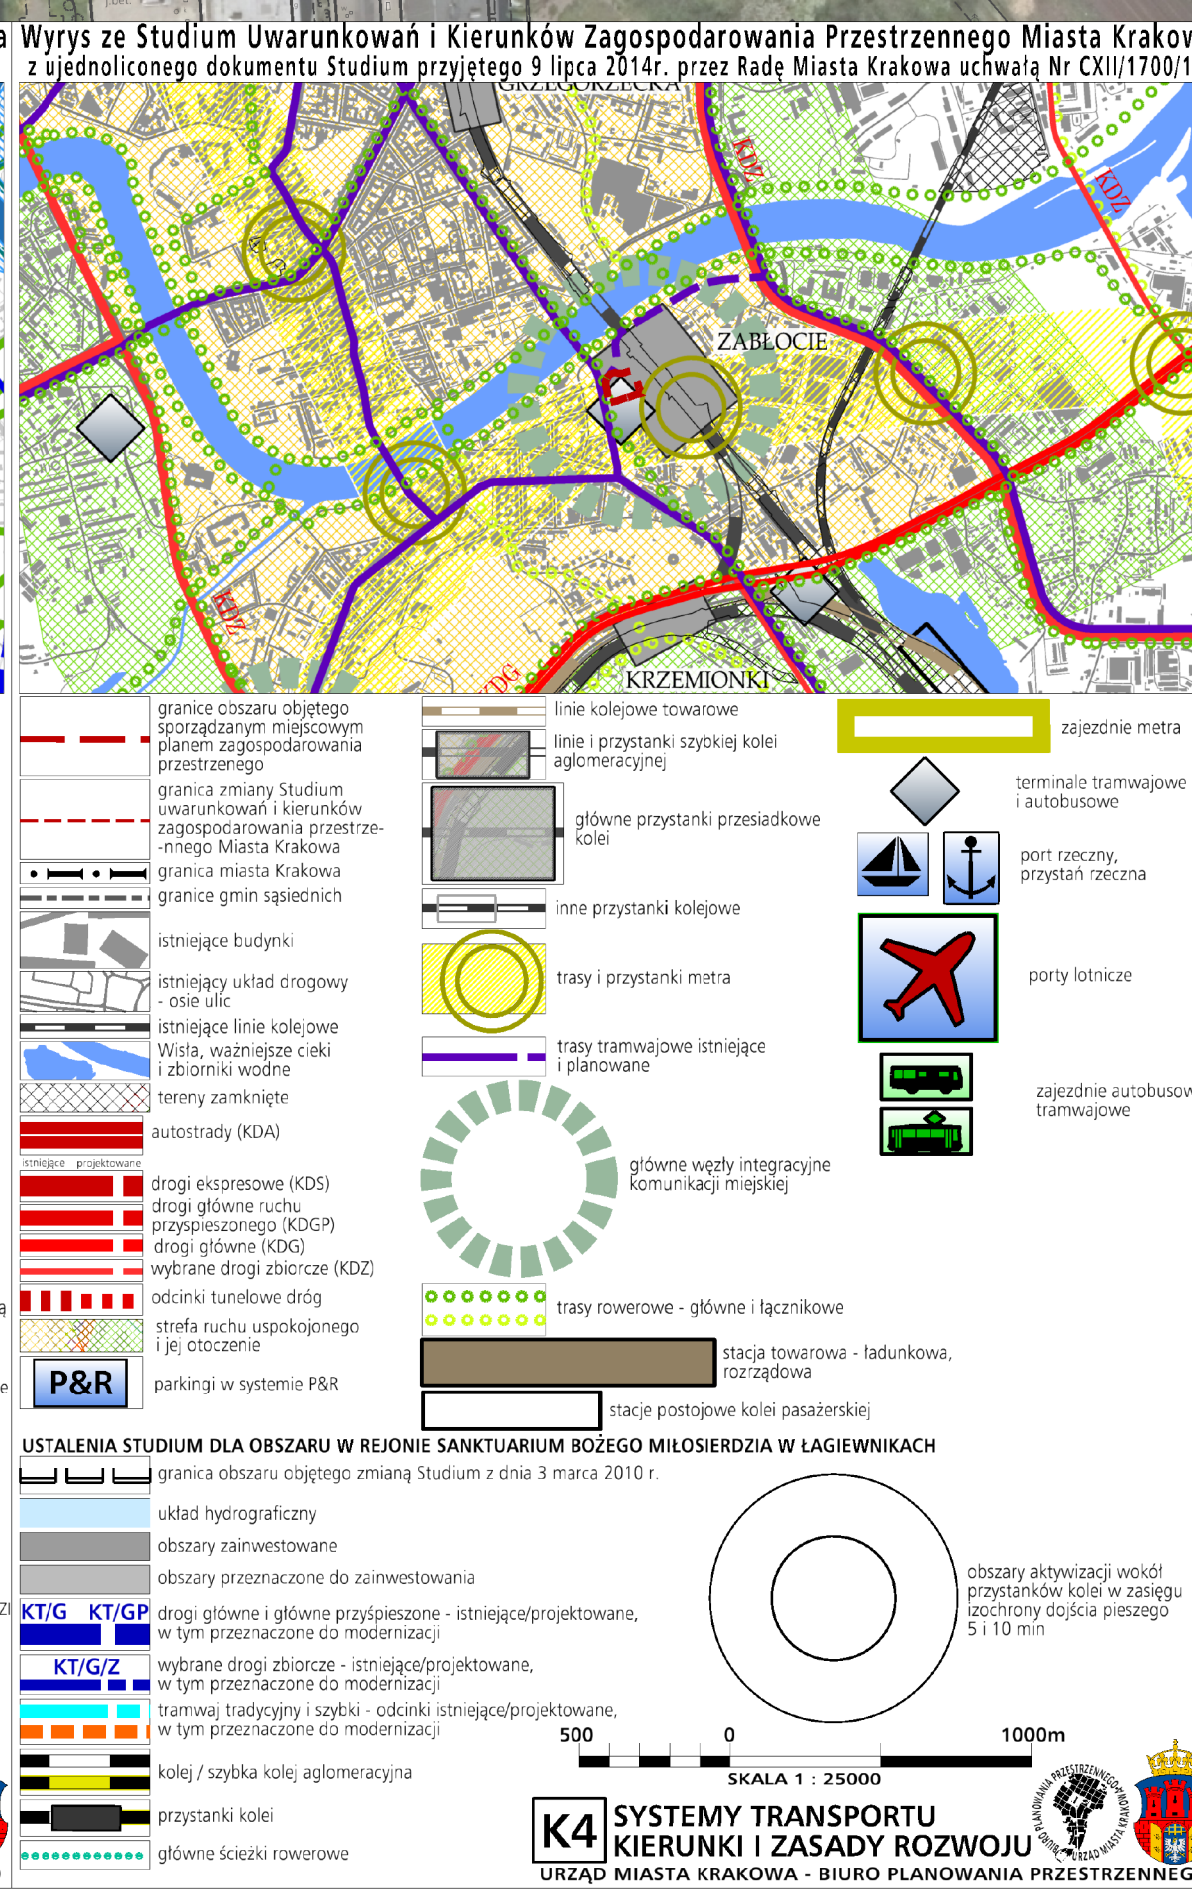 Wyrys ze Studium Uwarunkowań i Kierunków Zagospodarowania Przestrzennego Miasta Krakow
z ujednoliconego dokumentu Studium przyjętego 9 lipca 2014r. przez Radę Miasta Krakowa uchwałą Nr CXII/1700/1
GRZEGÓRZECKA
KDZ
KDZ
ZABŁOCIE
KDZ
KDG
KRZEMIONKI
granice obszaru objętego
sporządzanym miejscowym
planem zagospodarowania
przestrzenego
granica zmiany Studium
uwarunkowań i kierunków
zagospodarowania przestrze-
-nnego Miasta Krakowa
granica miasta Krakowa
granice gmin sąsiednich
istniejące budynki
istniejący układ drogowy
- osie ulic
istniejące linie kolejowe
Wisła, ważniejsze cieki
i zbiorniki wodne
tereny zamknięte
autostrady (KDA)
istniejące projektowane
drogi ekspresowe (KDS)
drogi główne ruchu
przyspieszonego (KDGP)
drogi główne (KDG)
wybrane drogi zbiorcze (KDZ)
odcinki tunelowe dróg
strefa ruchu uspokojonego
i jej otoczenie
P&R parkingi w systemie P&R
linie kolejowe towarowe
linie i przystanki szybkiej kolei
aglomeracyjnej
główne przystanki przesiadkowe
kolei
inne przystanki kolejowe
trasy i przystanki metra
trasy tramwajowe istniejące
i planowane
główne węzły integracyjne
komunikacji miejskiej
trasy rowerowe - główne i łącznikowe
stacja towarowa - ładunkowa,
rozrządowa
stacje postojowe kolei pasażerskiej
zajezdnie metra
terminale tramwajowe
i autobusowe
port rzeczny,
przystań rzeczna
porty lotnicze
zajezdnie autobusow
tramwajowe
USTALENIA STUDIUM DLA OBSZARU W REJONIE SANKTUARIUM BOŻEGO MIŁOSIERDZIA W ŁAGIEWNIKACH
granica obszaru objętego zmianą Studium z dnia 3 marca 2010 r.
układ hydrograficzny
obszary zainwestowane
obszary przeznaczone do zainwestowania
KT/G KT/GP drogi główne i główne przyśpieszone - istniejące/projektowane,
w tym przeznaczone do modernizacji
KT/G/Z wybrane drogi zbiorcze - istniejące/projektowane,
w tym przeznaczone do modernizacji
tramwaj tradycyjny i szybki - odcinki istniejące/projektowane,
w tym przeznaczone do modernizacji
kolej / szybka kolej aglomeracyjna
przystanki kolei
główne ścieżki rowerowe
obszary aktywizacji wokół
przystanków kolei w zasięgu
izochrony dojścia pieszego
5 i 10 min
500 0 1000m
SKALA 1 : 25000
K4 SYSTEMY TRANSPORTU
KIERUNKI I ZASADY ROZWOJU
URZĄD MIASTA KRAKOWA - BIURO PLANOWANIA PRZESTRZENNEG